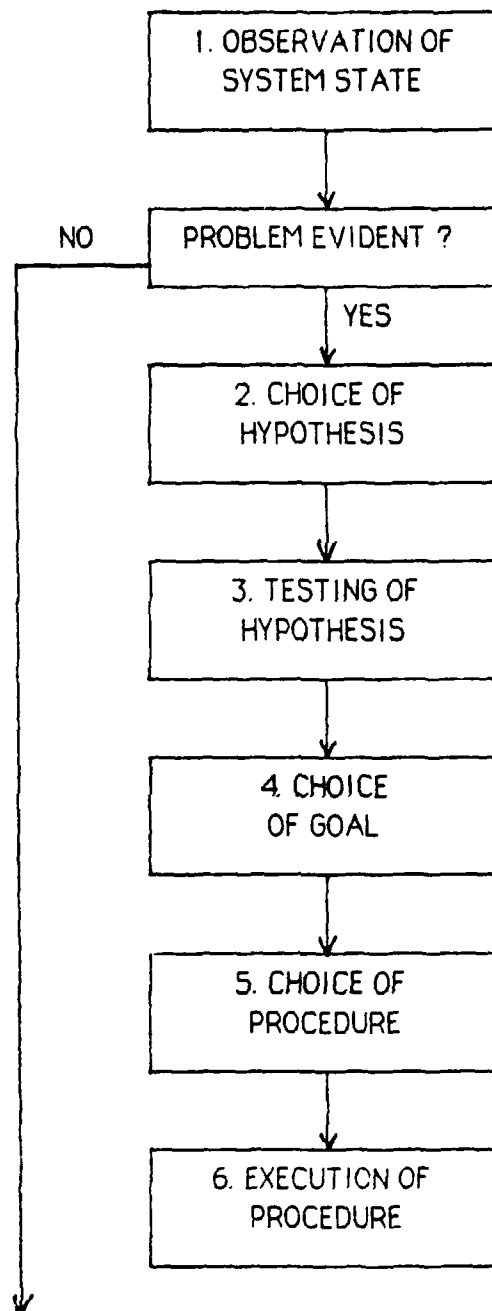 1. OBSERVATION OF
SYSTEM STATE
NO
PROBLEM EVIDENT ?
YES
2. CHOICE OF
HYPOTHESIS
3. TESTING OF
HYPOTHESIS
4. CHOICE
OF GOAL
5. CHOICE OF
PROCEDURE
6. EXECUTION OF
PROCEDURE